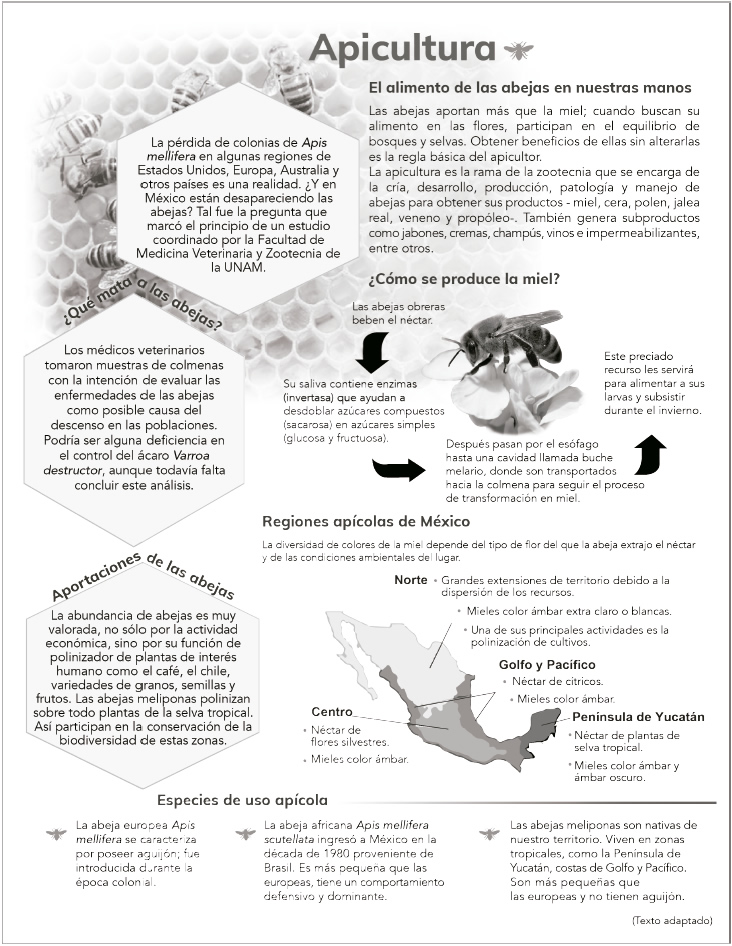 Apicultura
El alimento de las abejas en nuestras manos
Las abejas aportan más que la miel; cuando buscan su
alimento en las flores, participan en el equilibrio de
bosques y selvas. Obtener beneficios de ellas sin alterarlas
es la regla básica del apicultor.
La apicultura es la rama de la zootecnia que se encarga de
la cría, desarrollo, producción, patología y manejo de
abejas para obtener sus productos - miel, cera, polen, jalea
real, veneno y propóleo-. También genera subproductos
como jabones, cremas, champús, vinos e impermeabilizantes,
entre otros.
La pérdida de colonias de Apis
mellifera en algunas regiones de
Estados Unidos, Europa, Australia y
otros países es una realidad. ¿Y en
México están desapareciendo las
abejas? Tal fue la pregunta que
marcó el principio de un estudio
coordinado por la Facultad de
Medicina Veterinaria y Zootecnia de
la UNAM.
¿Qué mata a las abejas?
Los médicos veterinarios
tomaron muestras de colmenas
con la intención de evaluar las
enfermedades de las abejas
como posible causa del
descenso en las poblaciones.
Podría ser alguna deficiencia en
el control del ácaro Varroa
destructor, aunque todavía falta
concluir este análisis.
¿Cómo se produce la miel?
Las abejas obreras
beben el néctar.
Su saliva contiene enzimas
(invertasa) que ayudan a
desdoblar azúcares compuestos
(sacarosa) en azúcares simples
(glucosa y fructuosa).
Después pasan por el esófago
hasta una cavidad llamada buche
melario, donde son transportados
hacia la colmena para seguir el proceso
de transformación en miel.
Este preciado
recurso les servirá
para alimentar a sus
larvas y subsistir
durante el invierno.
Aportaciones de las abejas
La abundancia de abejas es muy
valorada, no sólo por la actividad
económica, sino por su función de
polinizador de plantas de interés
humano como el café, el chile,
variedades de granos, semillas y
frutos. Las abejas meliponas polinizan
sobre todo plantas de la selva tropical.
Así participan en la conservación de la
biodiversidad de estas zonas.
Regiones apícolas de México
La diversidad de colores de la miel depende del tipo de flor del que la abeja extrajo el néctar
y de las condiciones ambientales del lugar.
Norte • Grandes extensiones de territorio debido a la
dispersión de los recursos.
• Mieles color ámbar extra claro o blancas.
• Una de sus principales actividades es la
polinización de cultivos.
Golfo y Pacífico
• Néctar de cítricos.
• Mieles color ámbar.
Centro
• Néctar de
flores silvestres.
• Mieles color ámbar.
Península de Yucatán
• Néctar de plantas de
selva tropical.
• Mieles color ámbar y
ámbar oscuro.
Especies de uso apícola
La abeja europea Apis
mellifera se caracteriza
por poseer aguijón; fue
introducida durante la
época colonial.
La abeja africana Apis mellifera
scutellata ingresó a México en la
década de 1980 proveniente de
Brasil. Es más pequeña que las
europeas, tiene un comportamiento
defensivo y dominante.
Las abejas meliponas son nativas de
nuestro territorio. Viven en zonas
tropicales, como la Península de
Yucatán, costas de Golfo y Pacífico.
Son más pequeñas que
las europeas y no tienen aguijón.
(Texto adaptado)